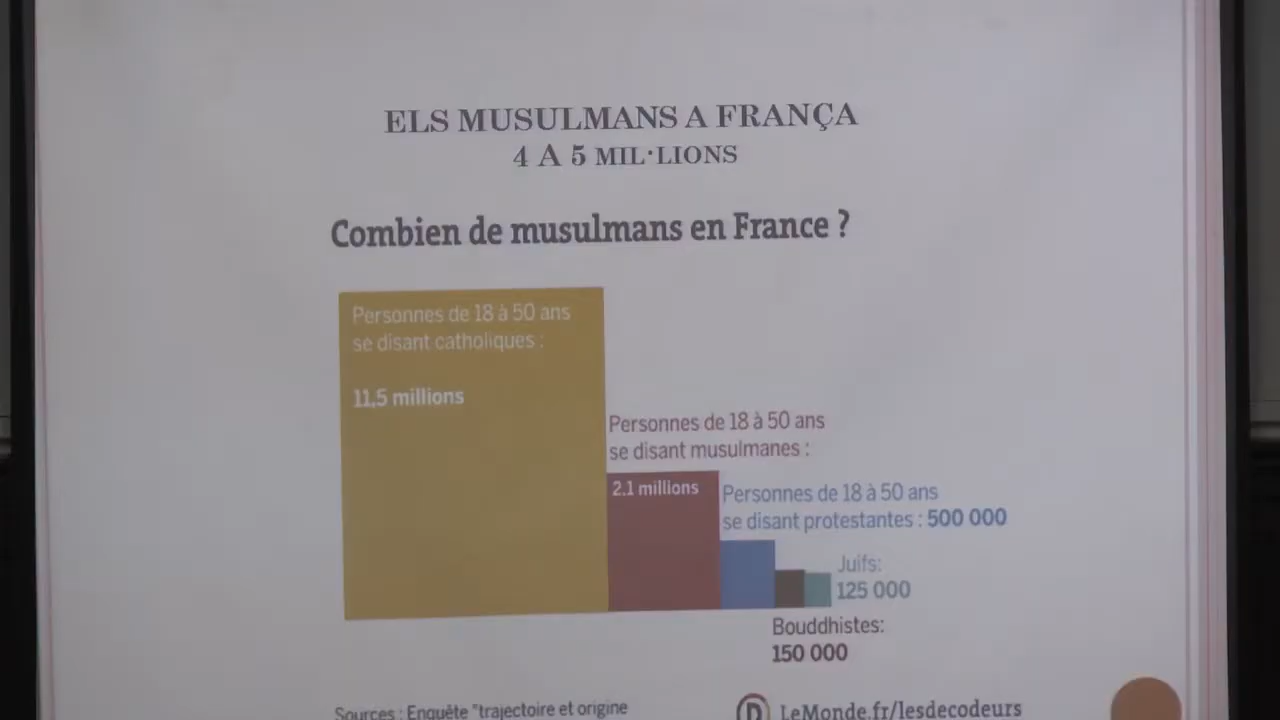 ELS MUSULMANS A FRANÇA
4 A 5 MIL·LIONS
Combien de musulmans en France ?
Personnes de 18 à 50 ans
se disant catholiques :
11,5 millions
Personnes de 18 à 50 ans
se disant musulmanes :
2.1 millions
Personnes de 18 à 50 ans
se disant protestantes : 500 000
Juifs:
125 000
Bouddhistes:
150 000
Sources : Enquête "trajectoire et origine
D LeMonde.fr/lesdecodeurs